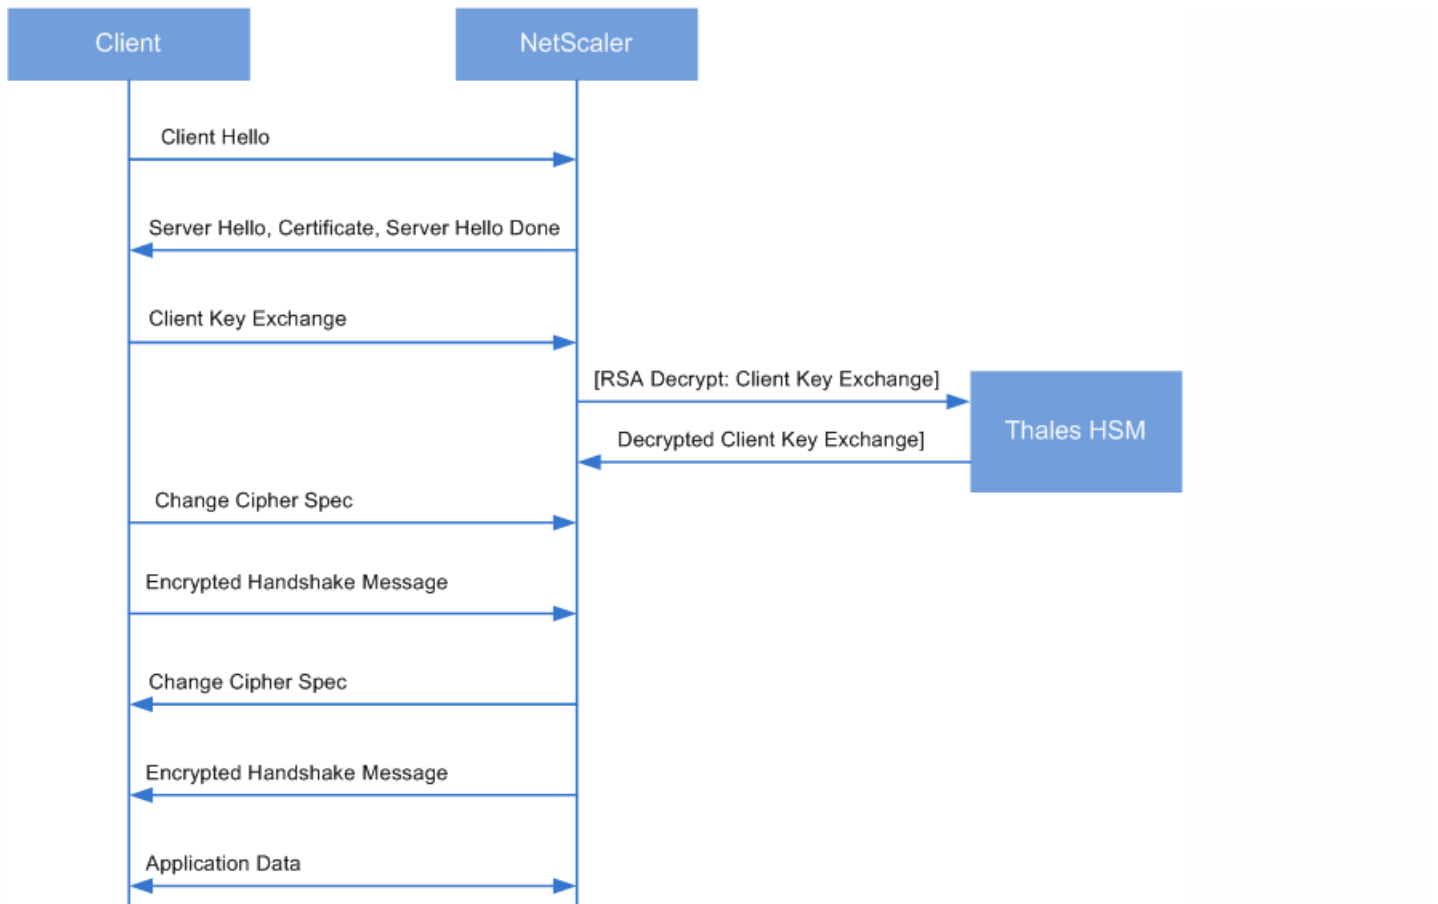 Client
NetScaler
Client Hello
Server Hello, Certificate, Server Hello Done
Client Key Exchange
[RSA Decrypt: Client Key Exchange]
Thales HSM
Decrypted Client Key Exchange]
Change Cipher Spec
Encrypted Handshake Message
Change Cipher Spec
Encrypted Handshake Message
Application Data